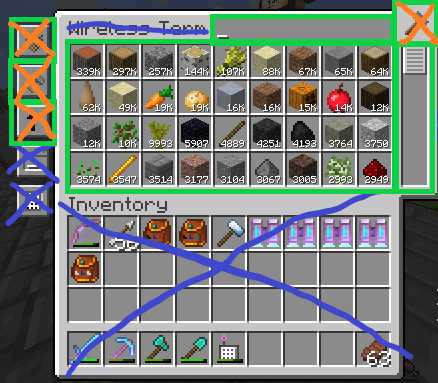 Wireless Term
339K 297K 257K 144K 107K 88K 67K 65K 64K
62K 49K 19K 19K 16K 16K 15K 14K 12K
12K 10K 9993 5907 4889 4251 4193 3764 3750
3574 3547 3514 3177 3104 3067 3005 2993 2949
Inventory
63